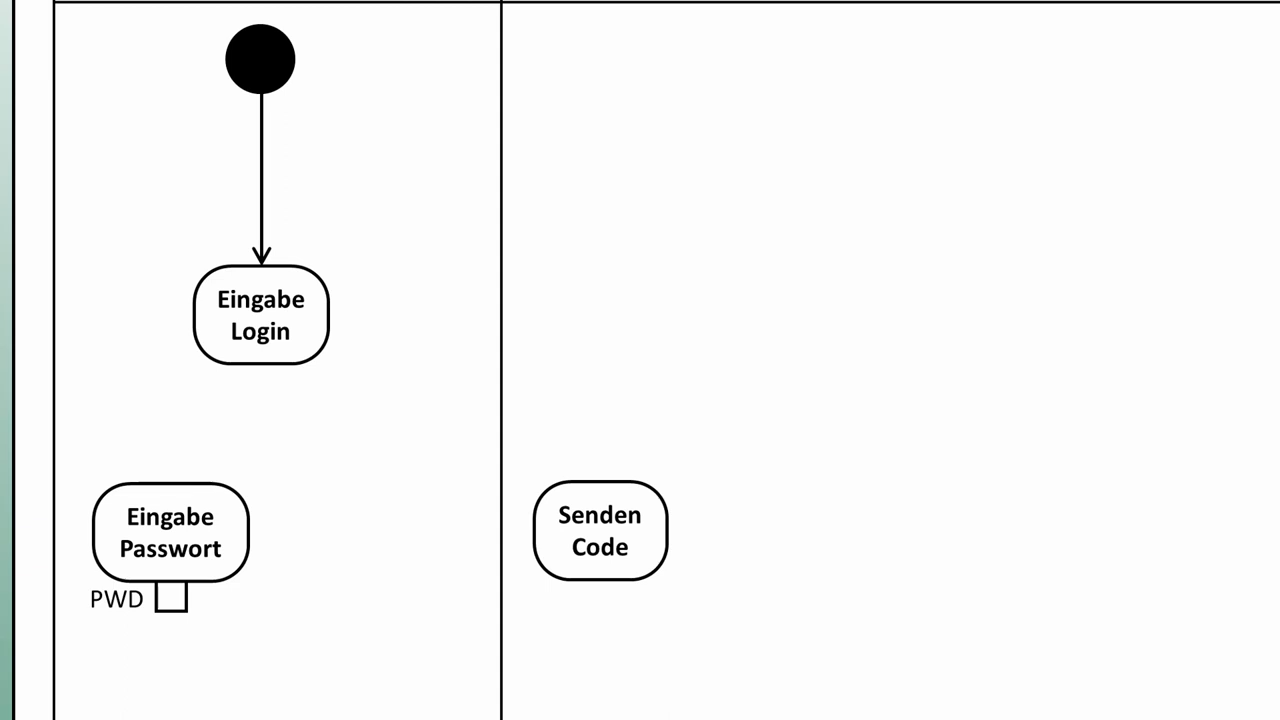 Eingabe
Login
Eingabe
Passwort
Senden
Code
PWD